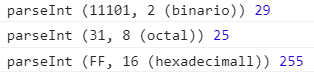 parseInt (11101, 2 (binario)) 29
parseInt (31, 8 (octal)) 25
parseInt (FF, 16 (hexadecimall)) 255